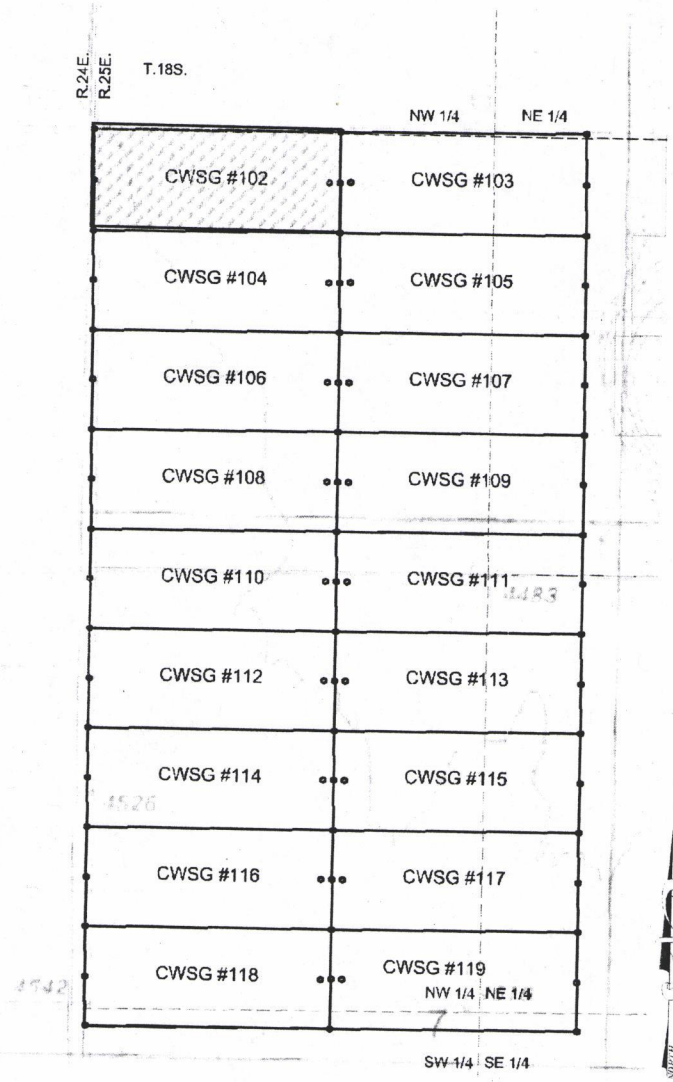 R.24E.
R.25E.
T.18S.
NW 1/4 NE 1/4
CWSG #102 CWSG #103
CWSG #104 CWSG #105
CWSG #106 CWSG #107
CWSG #108 CWSG #109
CWSG #110 CWSG #111
4483
CWSG #112 CWSG #113
CWSG #114 CWSG #115
4526
CWSG #116 CWSG #117
CWSG #118 CWSG #119
4542
NW 1/4 NE 1/4
7
SW 1/4 SE 1/4
NORTH